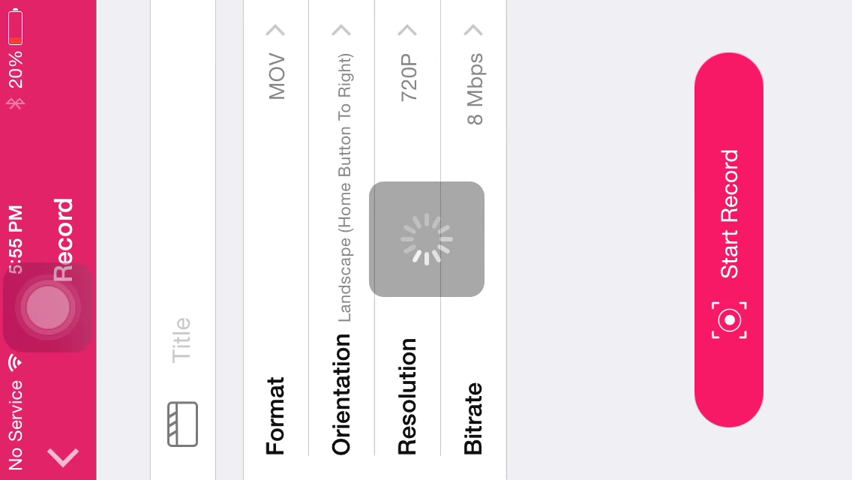 No Service 5:55 PM 20%
Record
Title
Format MOV
Orientation Landscape (Home Button To Right)
Resolution 720P
Bitrate 8 Mbps
Start Record